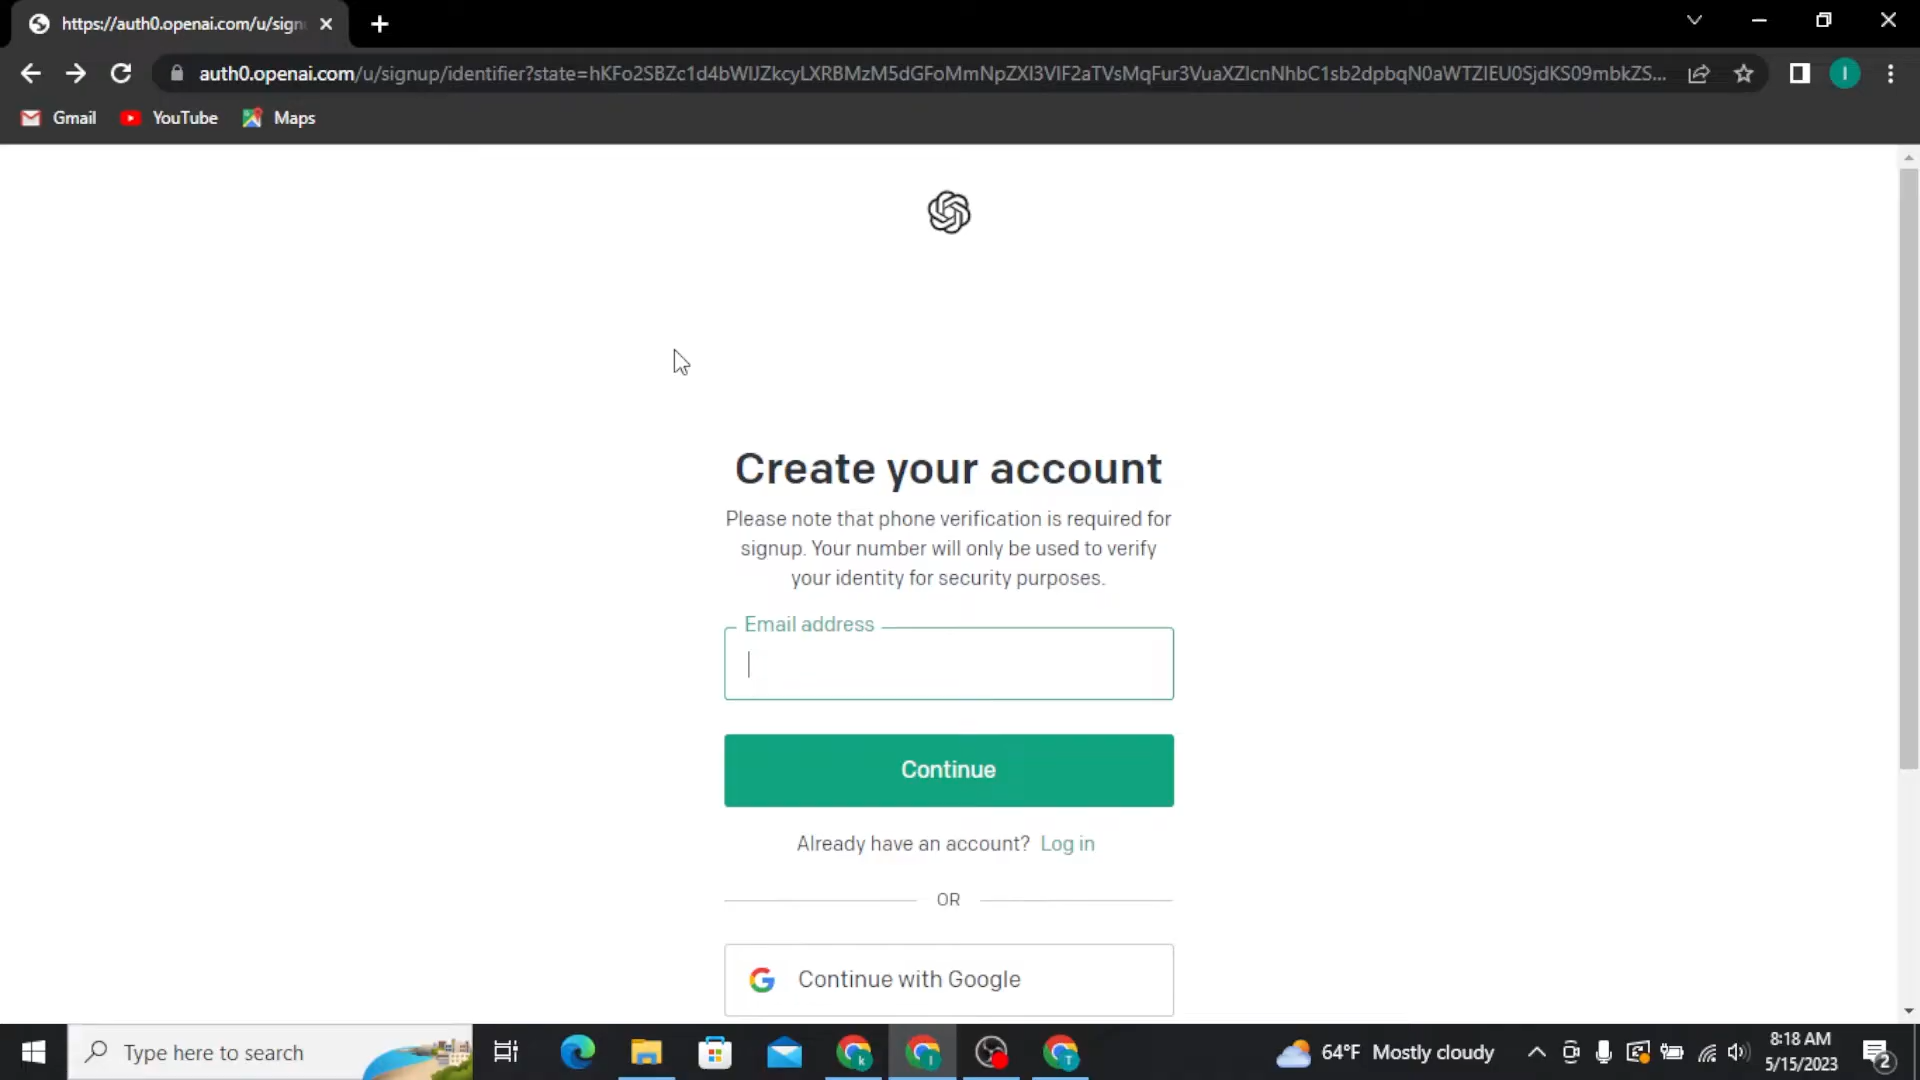 https://auth0.openai.com/u/sign
auth0.openai.com/u/signup/identifier?state=
Gmail
YouTube
Maps
Create your account
Please note that phone verification is required for
signup. Your number will only be used to verify
your identity for security purposes.
Email address
Continue
Already have an account? Log in
OR
Continue with Google
Type here to search
64°F Mostly cloudy
8:18 AM
5/15/2023
2